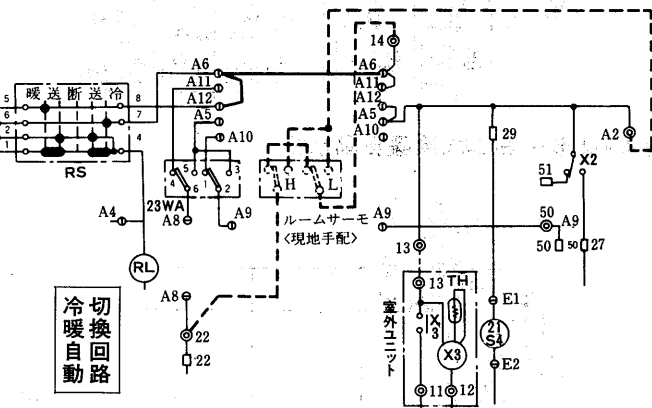 14
A6
A11
A12
A5
A10
A6
A11
A12
A5
A10
暖 送 断 送 冷
5
6
2
1
8
7
4
RS
29
A2
51
X2
4
5
6
1
2
3
H
L
23WA
A8
A9
ルームサーモ
〈現地手配〉
A4
RL
A9
50
A9
50
50
27
13
13
TH
室外ユニット
X3
X3
11
12
E1
21
S4
E2
A8
22
22
切換回路
冷暖自動